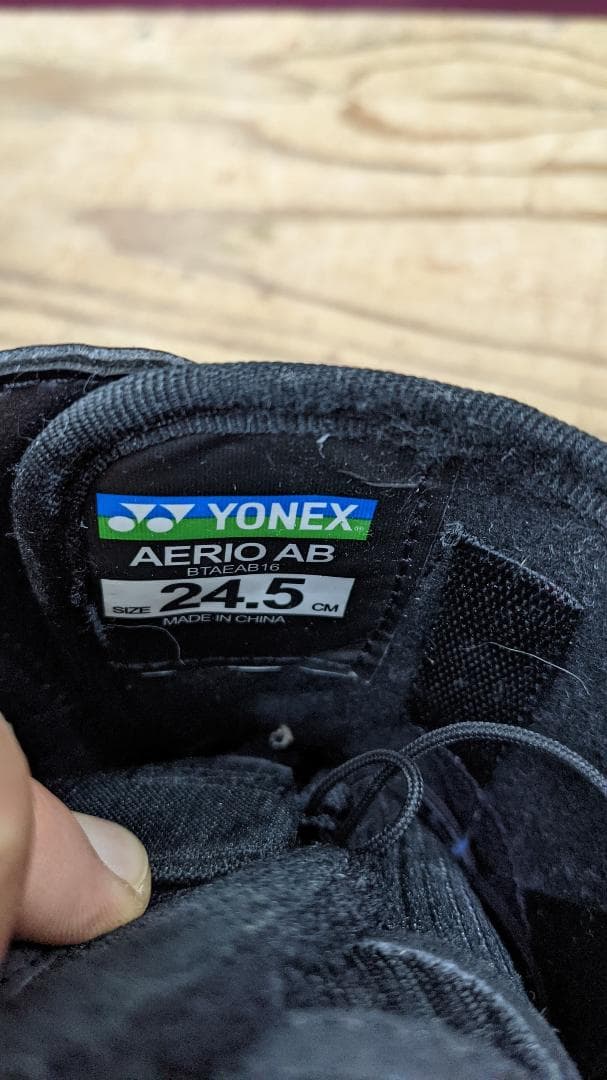 YONEX®
AERIO AB
BTAEAB16
SIZE 24.5 CM
MADE IN CHINA